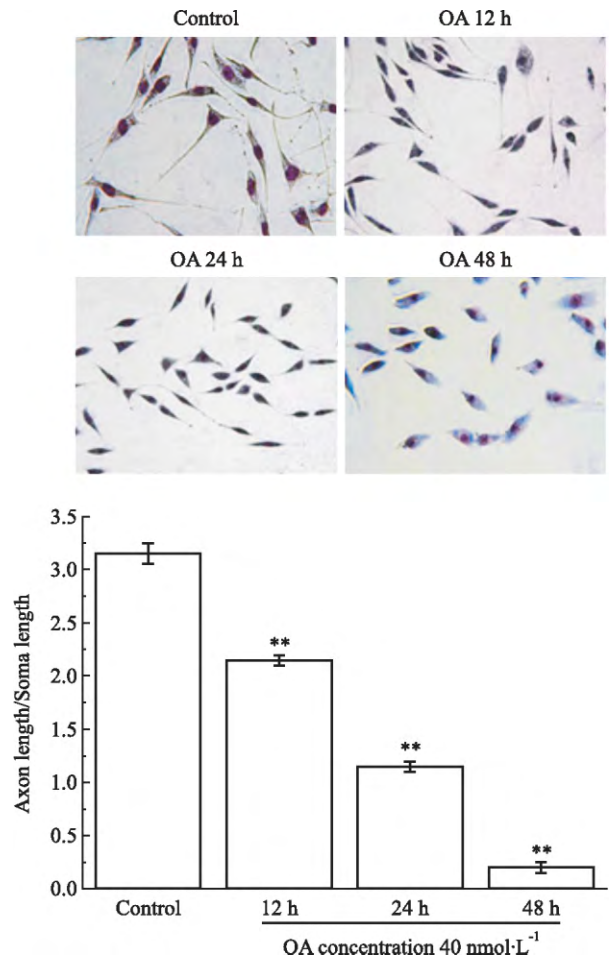 Control OA 12 h
OA 24 h OA 48 h
3.5
3.0
2.5
2.0
1.5
1.0
0.5
0.0
Axon length/Soma length
**
**
**
Control 12 h 24 h 48 h
OA concentration 40 nmol·L⁻¹